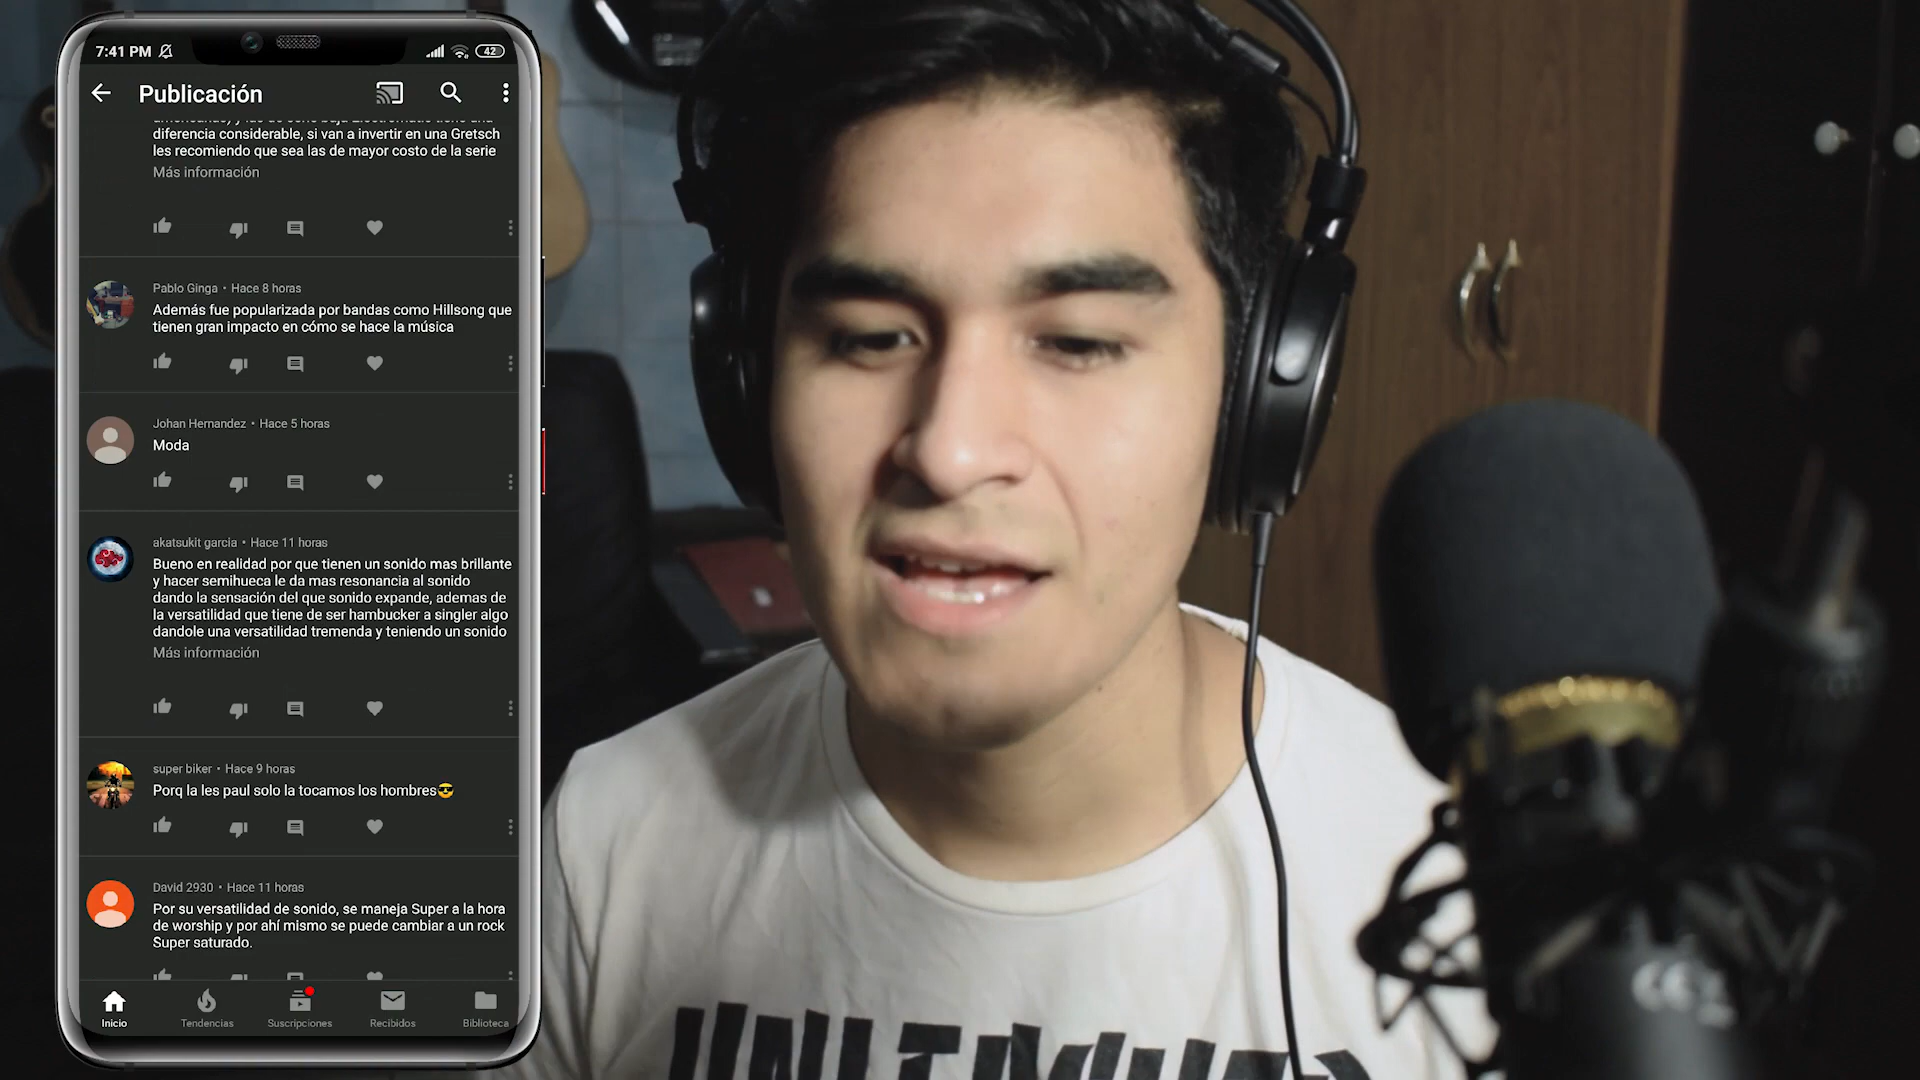 7:41 PM
42
Publicación
diferencia considerable, si van a invertir en una Gretsch
les recomiendo que sea las de mayor costo de la serie
Más información
Pablo Ginga • Hace 8 horas
Además fue popularizada por bandas como Hillsong que
tienen gran impacto en cómo se hace la música
Johan Hernandez • Hace 5 horas
Moda
akatsukit garcia • Hace 11 horas
Bueno en realidad por que tienen un sonido mas brillante
y hacer semihueca le da mas resonancia al sonido
dando la sensación del que sonido expande, ademas de
la versatilidad que tiene de ser hambucker a singler algo
dandole una versatilidad tremenda y teniendo un sonido
Más información
super biker • Hace 9 horas
Porq la les paul solo la tocamos los hombres😎
David 2930 • Hace 11 horas
Por su versatilidad de sonido, se maneja Super a la hora
de worship y por ahí mismo se puede cambiar a un rock
Super saturado.
Inicio
Tendencias
Suscripciones
Recibidos
Biblioteca